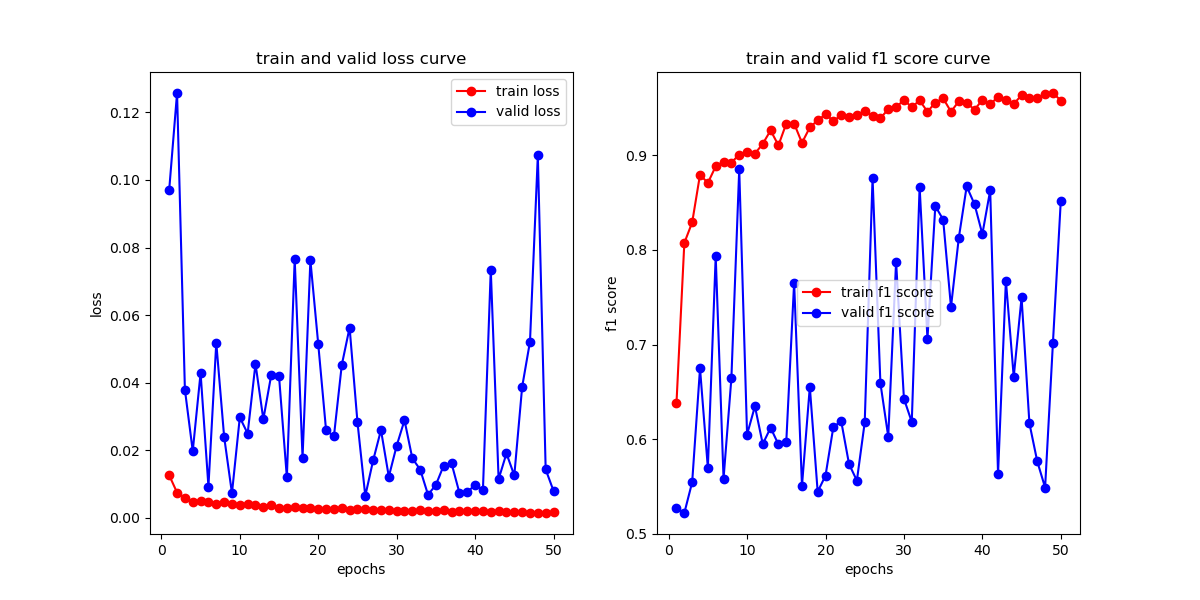 train and valid loss curve
train loss
valid loss
0.12
0.10
0.08
0.06
0.04
0.02
0.00
loss
0 10 20 30 40 50
epochs
train and valid f1 score curve
train f1 score
valid f1 score
0.9
0.8
0.7
0.6
0.5
f1 score
0 10 20 30 40 50
epochs